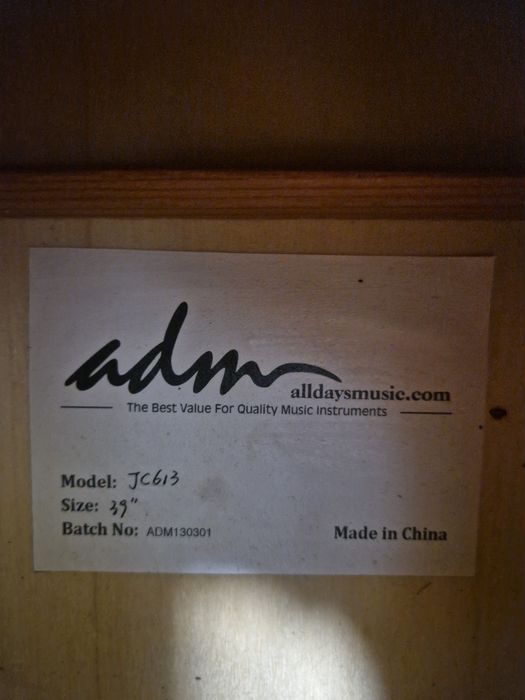 adm
alldaysmusic.com
The Best Value For Quality Music Instruments
Model: JC613
Size: 39"
Batch No: ADM130301
Made in China